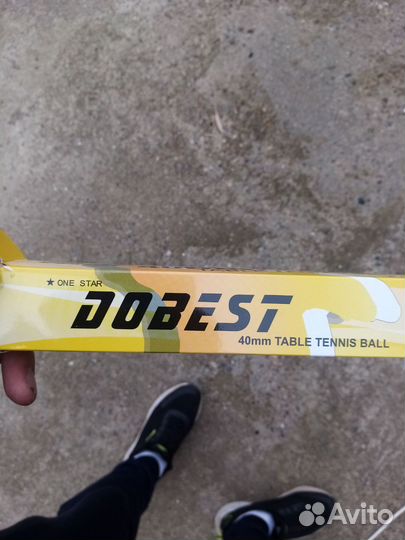 ★ ONE STAR
DOBEST
40mm TABLE TENNIS BALL
Avito